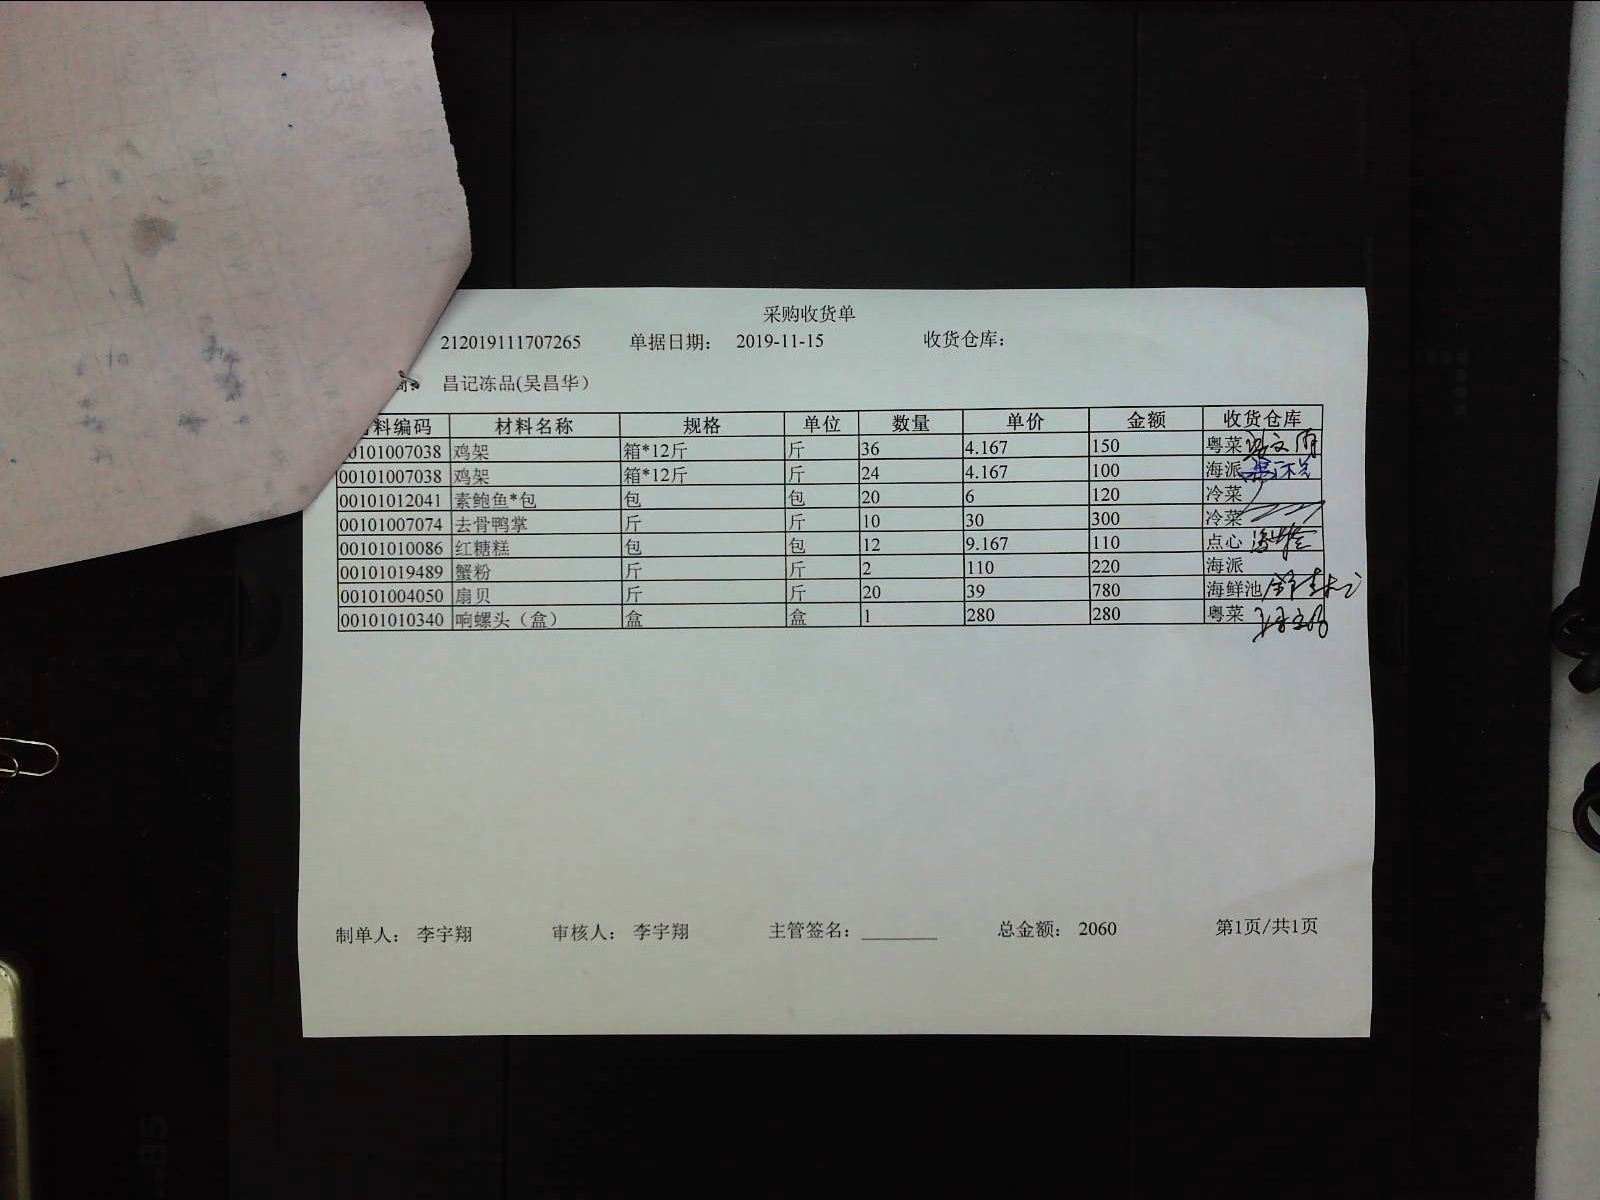 采购收货单
212019111707265 单据日期： 2019-11-15 收货仓库：
商： 昌记冻品(吴昌华）
料编码 材料名称 规格 单位 数量 单价 金额 收货仓库
0101007038 鸡架 箱*12斤 斤 36 4.167 150 粤菜
00101007038 鸡架 箱*12斤 斤 24 4.167 100 海派
00101012041 素鲍鱼*包 包 包 20 6 120 冷菜
00101007074 去骨鸭掌 斤 斤 10 30 300 冷菜
00101010086 红糖糕 包 包 12 9.167 110 点心
00101019489 蟹粉 斤 斤 2 110 220 海派
00101004050 扇贝 斤 斤 20 39 780 海鲜池
00101010340 响螺头（盒） 盒 盒 1 280 280 粤菜
制单人： 李宇翔 审核人： 李宇翔 主管签名：________ 总金额： 2060 第1页/共1页